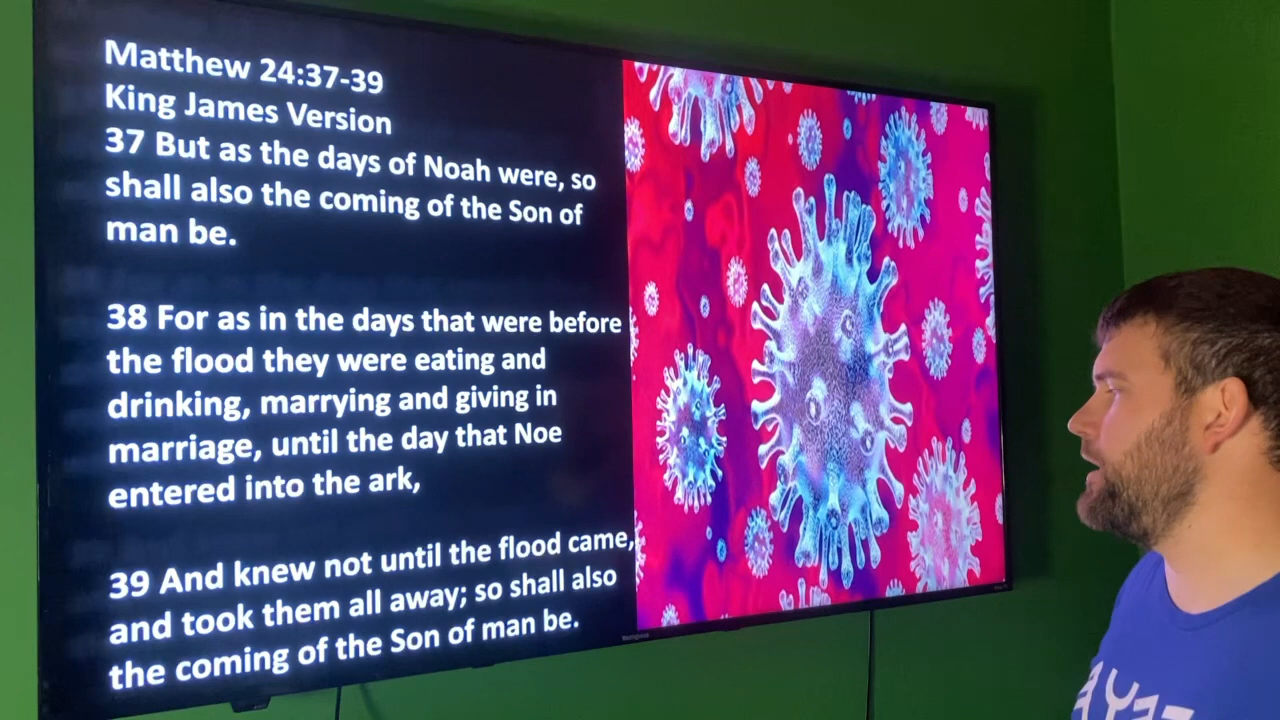 Matthew 24:37-39
King James Version
37 But as the days of Noah were, so
shall also the coming of the Son of
man be.
38 For as in the days that were before
the flood they were eating and
drinking, marrying and giving in
marriage, until the day that Noe
entered into the ark,
39 And knew not until the flood came,
and took them all away; so shall also
the coming of the Son of man be.